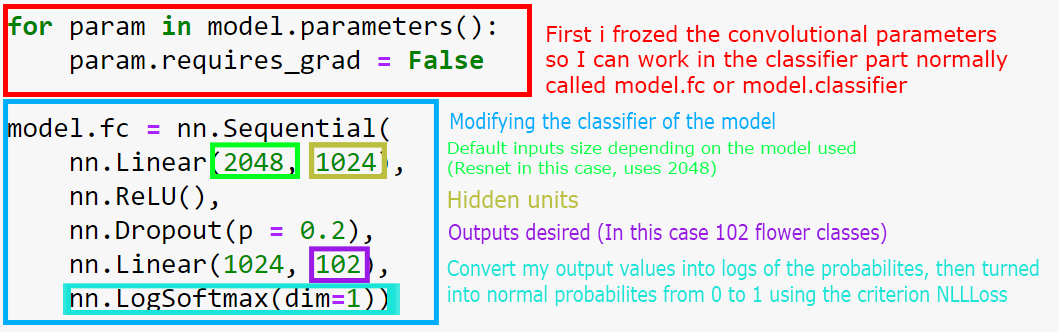 for param in model.parameters():
param.requires_grad = False
First i frozed the convolutional parameters
so I can work in the classifier part normally
called model.fc or model.classifier
model.fc = nn.Sequential(
nn.Linear(2048, 1024),
nn.ReLU(),
nn.Dropout(p = 0.2),
nn.Linear(1024, 102),
nn.LogSoftmax(dim=1))
Modifying the classifier of the model
Default inputs size depending on the model used
(Resnet in this case, uses 2048)
Hidden units
Outputs desired (In this case 102 flower classes)
Convert my output values into logs of the probabilites, then turned
into normal probabilites from 0 to 1 using the criterion NLLLoss